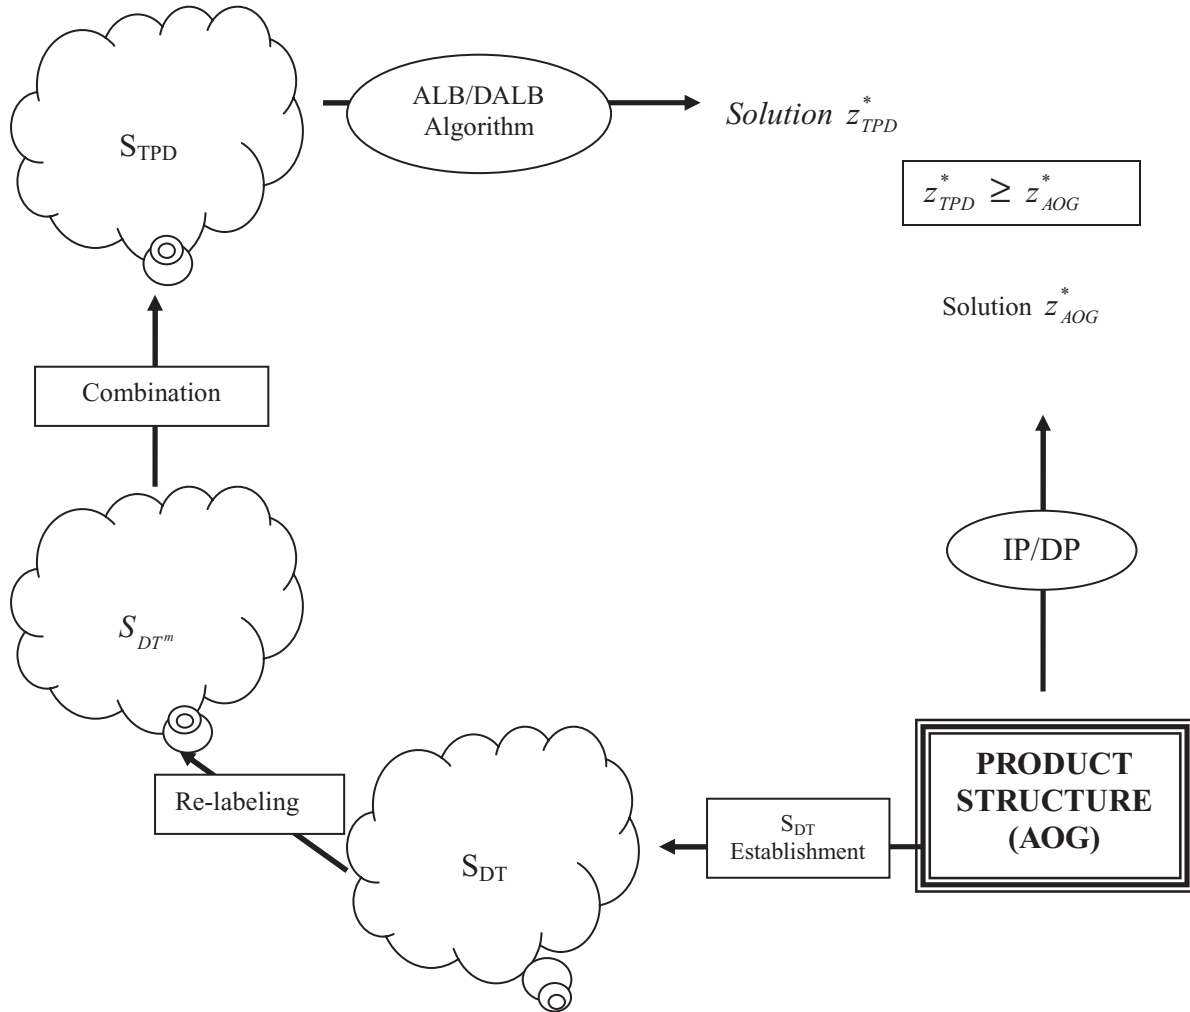 ALB/DALB
Algorithm
Solution z*TPD
STPD
z*TPD ≥ z*AOG
Solution z*AOG
Combination
IP/DP
SDTm
PRODUCT
STRUCTURE
(AOG)
Re-labeling
SDT
Establishment
SDT